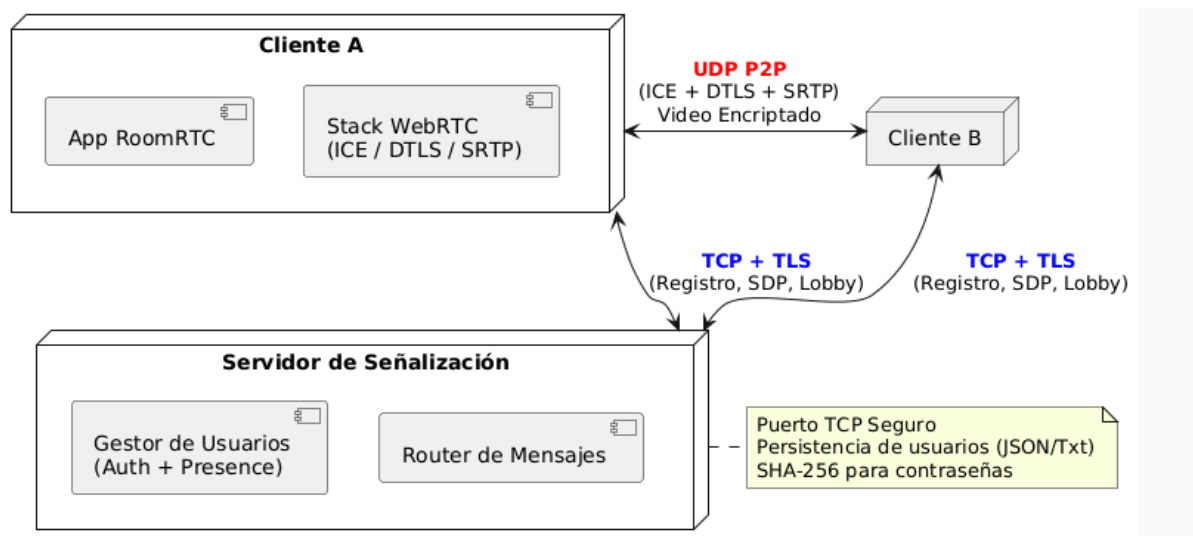 Cliente A
App RoomRTC
Stack WebRTC
(ICE / DTLS / SRTP)
UDP P2P
(ICE + DTLS + SRTP)
Video Encriptado
Cliente B
TCP + TLS
(Registro, SDP, Lobby)
TCP + TLS
(Registro, SDP, Lobby)
Servidor de Señalización
Gestor de Usuarios
(Auth + Presence)
Router de Mensajes
Puerto TCP Seguro
Persistencia de usuarios (JSON/Txt)
SHA-256 para contraseñas